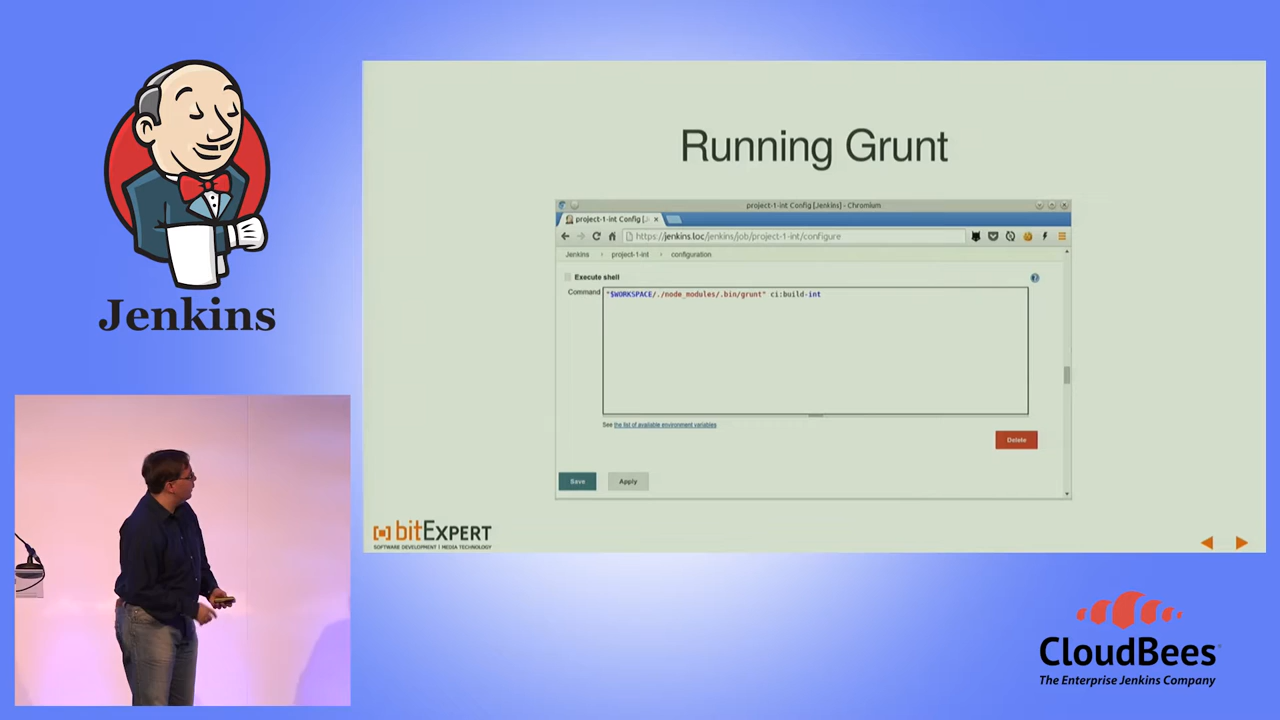 Jenkins
Running Grunt
project-1-int Config [Jenkins] - Chromium
project-1-int Config [
https://jenkins.loc/jenkins/job/project-1-int/configure
Jenkins > project-1-int > configuration
Execute shell
Command
"$WORKSPACE/./node_modules/.bin/grunt" ci:build-int
See the list of available environment variables
Delete
Save
Apply
bitExpert
SOFTWARE DEVELOPMENT | MEDIA TECHNOLOGY
CloudBees
The Enterprise Jenkins Company